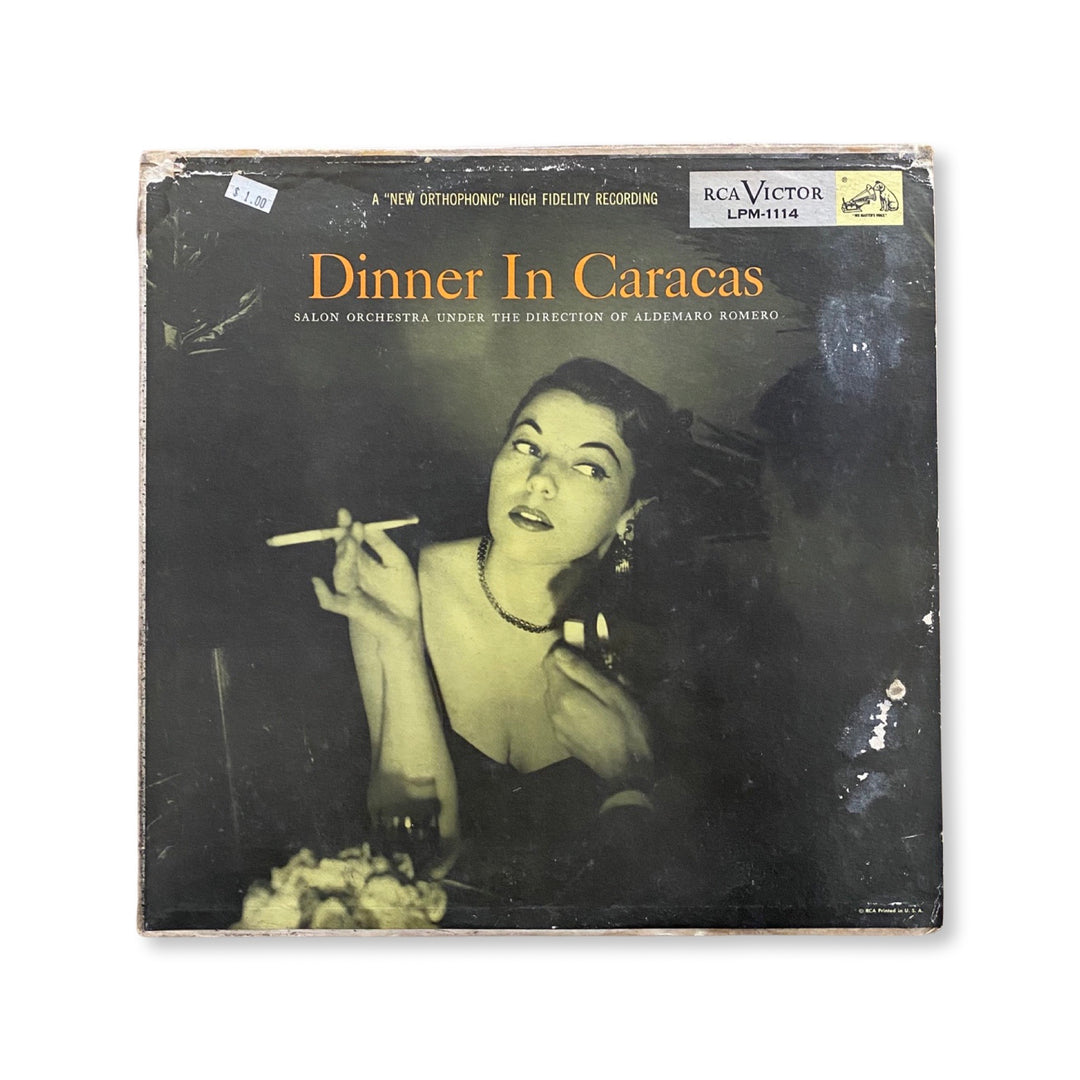 $ 1.00
A "NEW ORTHOPHONIC" HIGH FIDELITY RECORDING
RCA VICTOR
LPM-1114
®
"HIS MASTER'S VOICE"
Dinner In Caracas
SALON ORCHESTRA UNDER THE DIRECTION OF ALDEMARO ROMERO
© RCA Printed in U. S. A.